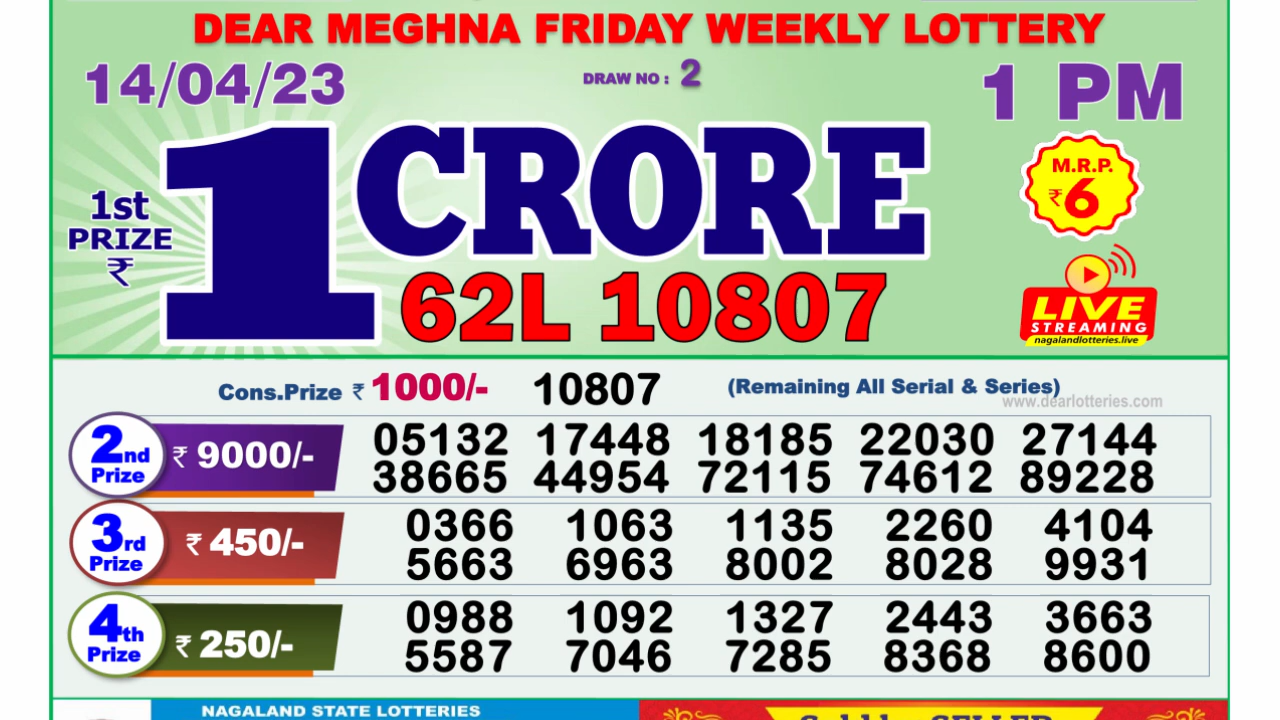 DEAR MEGHNA FRIDAY WEEKLY LOTTERY
14/04/23
DRAW NO : 2
1 PM
1st
PRIZE
₹
1 CRORE
M.R.P.
₹6
62L 10807
LIVE
STREAMING
nagalandlotteries.live
Cons.Prize ₹ 1000/- 10807 (Remaining All Serial & Series)
www.dearlotteries.com
2nd
Prize
₹ 9000/-
05132 17448 18185 22030 27144
38665 44954 72115 74612 89228
3rd
Prize
₹ 450/-
0366 1063 1135 2260 4104
5663 6963 8002 8028 9931
4th
Prize
₹ 250/-
0988 1092 1327 2443 3663
5587 7046 7285 8368 8600
NAGALAND STATE LOTTERIES
SELLER